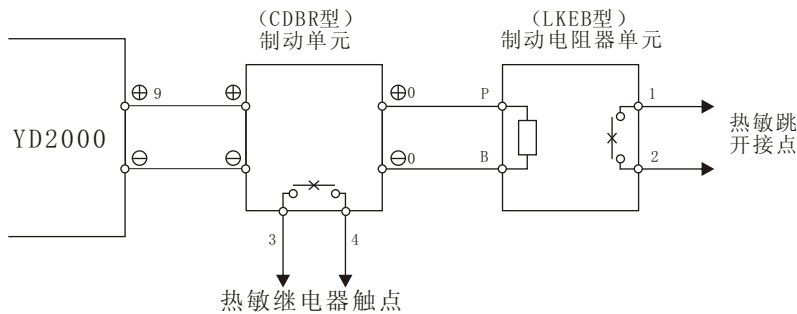 （CDBR型）
制动单元
（LKEB型）
制动电阻器单元
YD2000
⊕ 9
⊕
⊕0
P
1
⊖
⊖
⊖0
B
2
热敏跳
开接点
3
4
热敏继电器触点